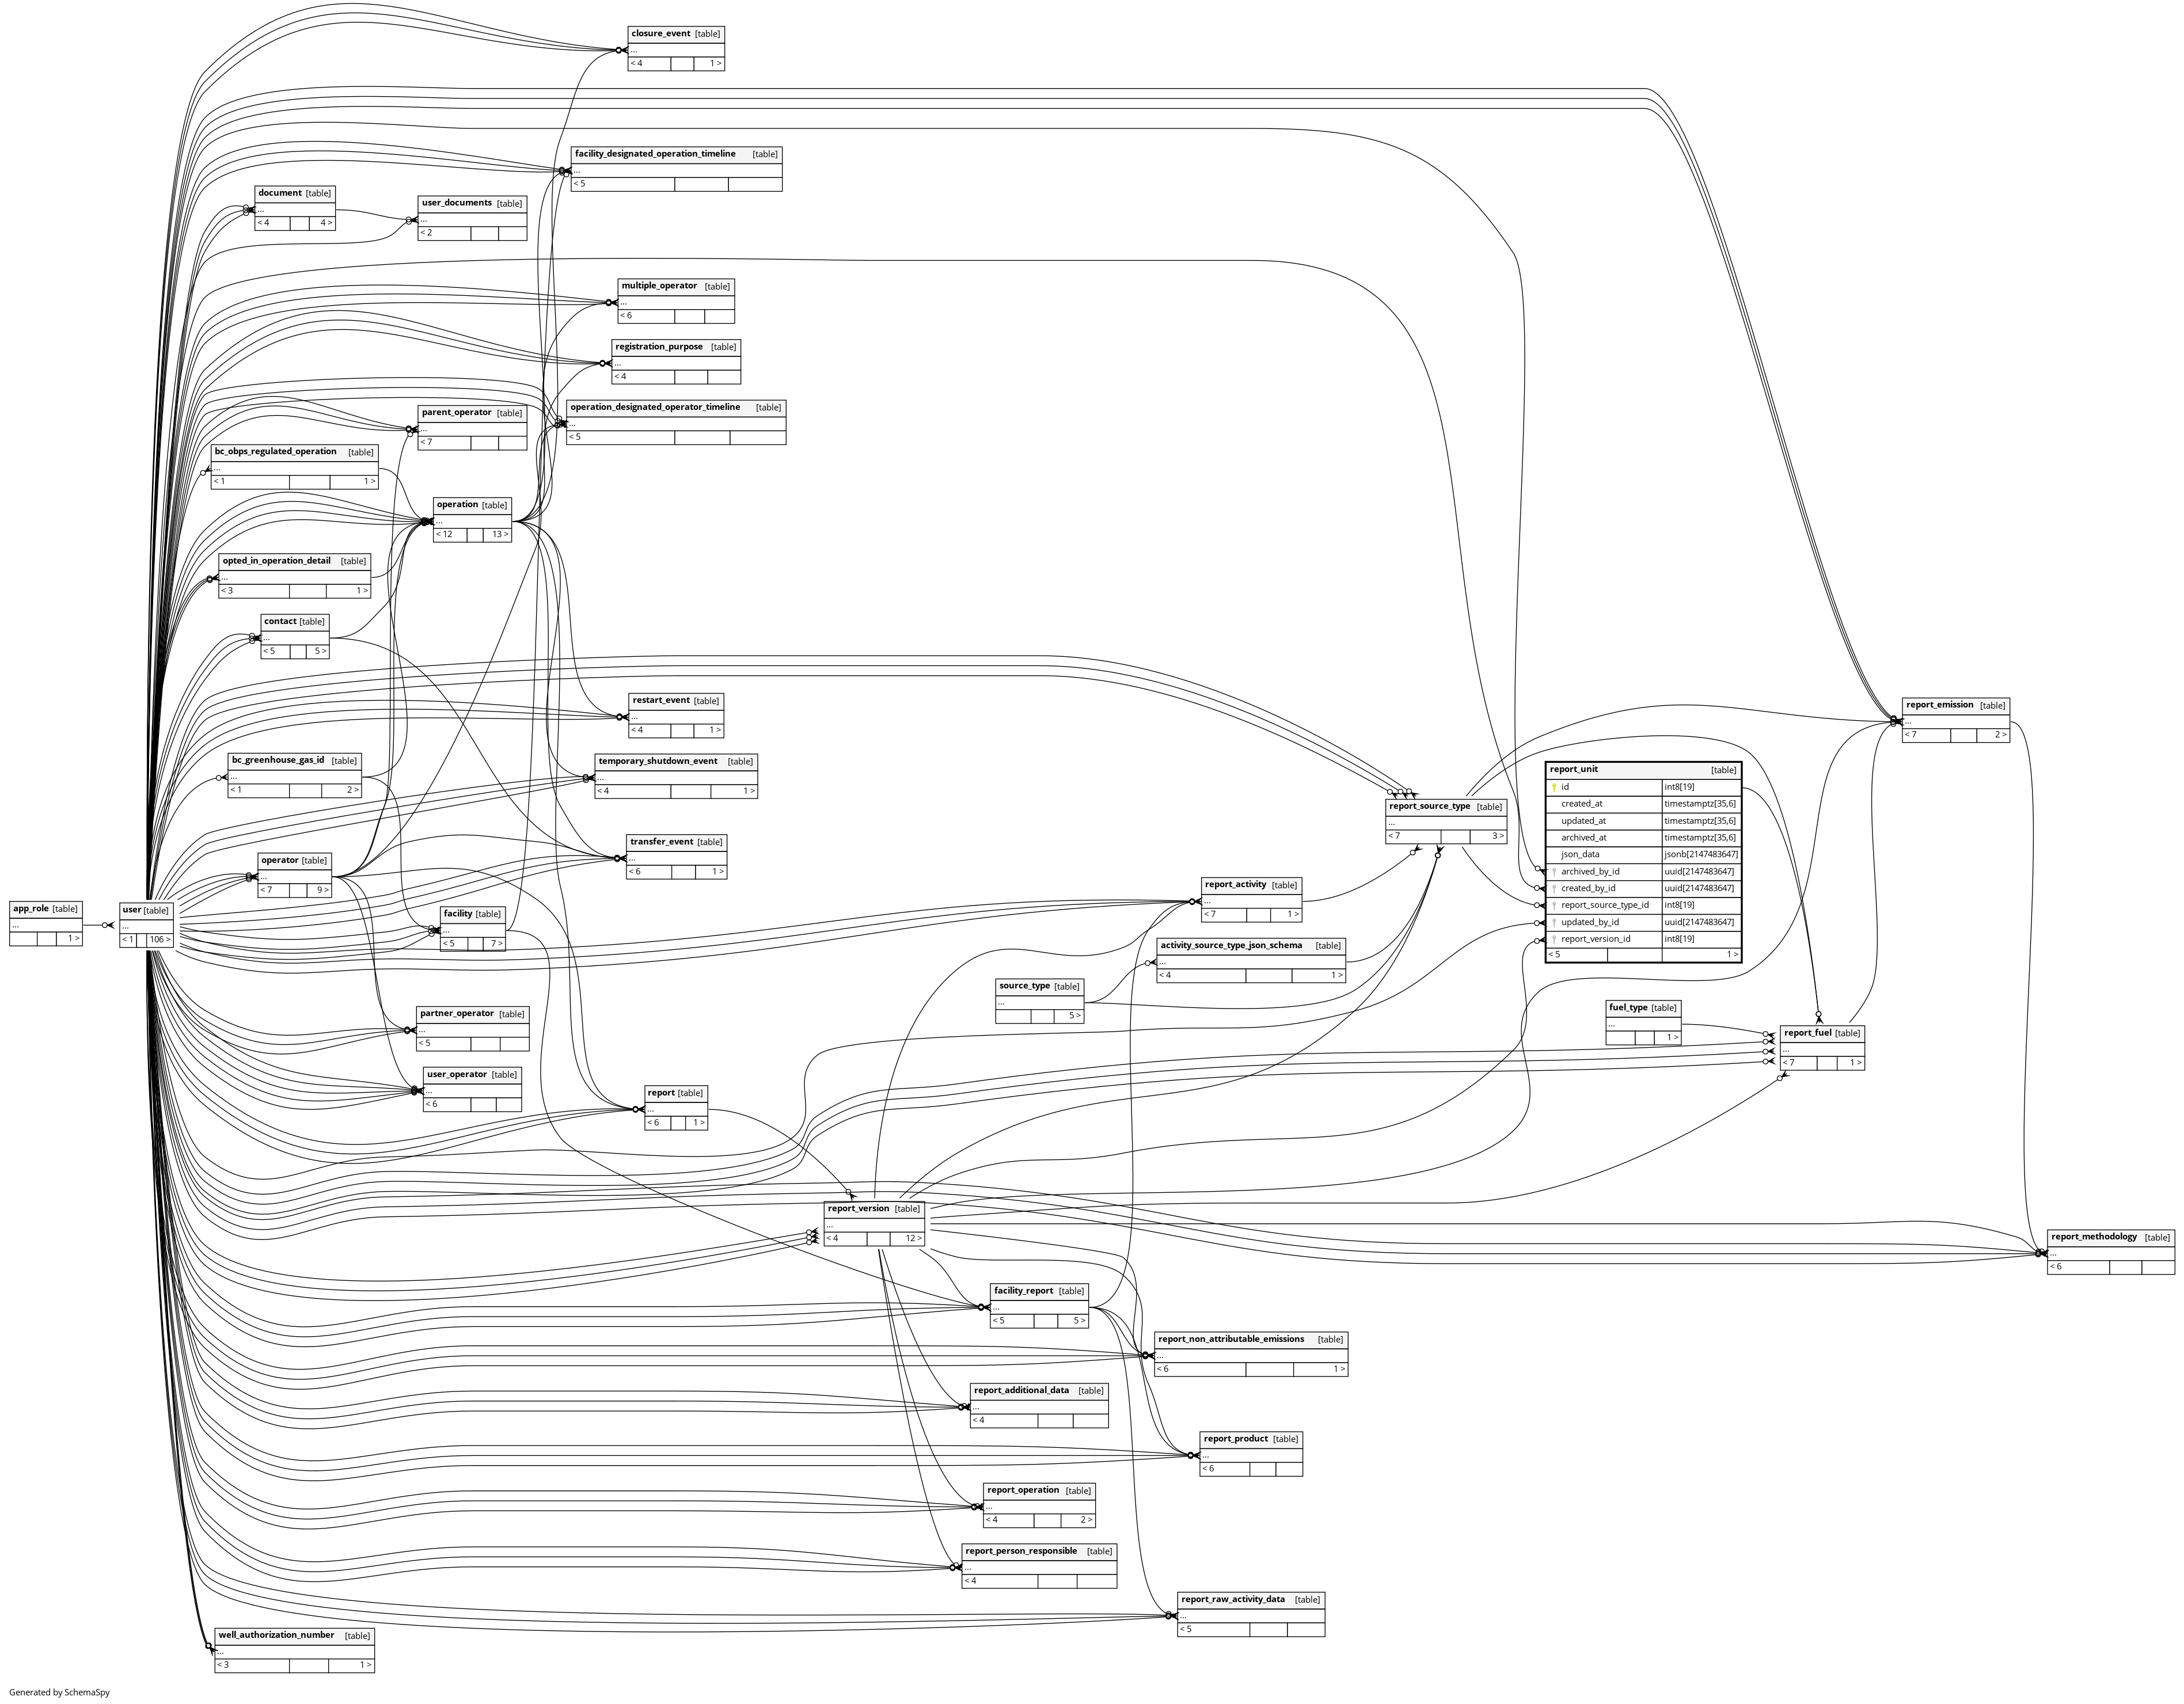 closure_event [table]
...
< 4 1 >
facility_designated_operation_timeline [table]
...
< 5
document [table]
...
< 4 4 >
user_documents [table]
...
< 2
multiple_operator [table]
...
< 6
registration_purpose [table]
...
< 4
operation_designated_operator_timeline [table]
...
< 5
parent_operator [table]
...
< 7
bc_obps_regulated_operation [table]
...
< 1 1 >
operation [table]
...
< 12 13 >
opted_in_operation_detail [table]
...
< 3 1 >
contact [table]
...
< 5 5 >
restart_event [table]
...
< 4 1 >
report_emission [table]
...
< 7 2 >
bc_greenhouse_gas_id [table]
...
< 1 2 >
temporary_shutdown_event [table]
...
< 4 1 >
report_unit [table]
id int8[19]
created_at timestamptz[35,6]
updated_at timestamptz[35,6]
archived_at timestamptz[35,6]
json_data jsonb[2147483647]
archived_by_id uuid[2147483647]
created_by_id uuid[2147483647]
report_source_type_id int8[19]
updated_by_id uuid[2147483647]
report_version_id int8[19]
< 5 1 >
report_source_type [table]
...
< 7 3 >
transfer_event [table]
...
< 6 1 >
operator [table]
...
< 7 9 >
report_activity [table]
...
< 7 1 >
app_role [table]
...
1 >
user [table]
...
< 1 106 >
facility [table]
...
< 5 7 >
activity_source_type_json_schema [table]
...
< 4 1 >
source_type [table]
...
5 >
fuel_type [table]
...
1 >
partner_operator [table]
...
< 5
report_fuel [table]
...
< 7 1 >
user_operator [table]
...
< 6
report [table]
...
< 6 1 >
report_version [table]
...
< 4 12 >
report_methodology [table]
...
< 6
facility_report [table]
...
< 5 5 >
report_non_attributable_emissions [table]
...
< 6 1 >
report_additional_data [table]
...
< 4
report_product [table]
...
< 6
report_operation [table]
...
< 4 2 >
report_person_responsible [table]
...
< 4
report_raw_activity_data [table]
...
< 5
well_authorization_number [table]
...
< 3 1 >
Generated by SchemaSpy